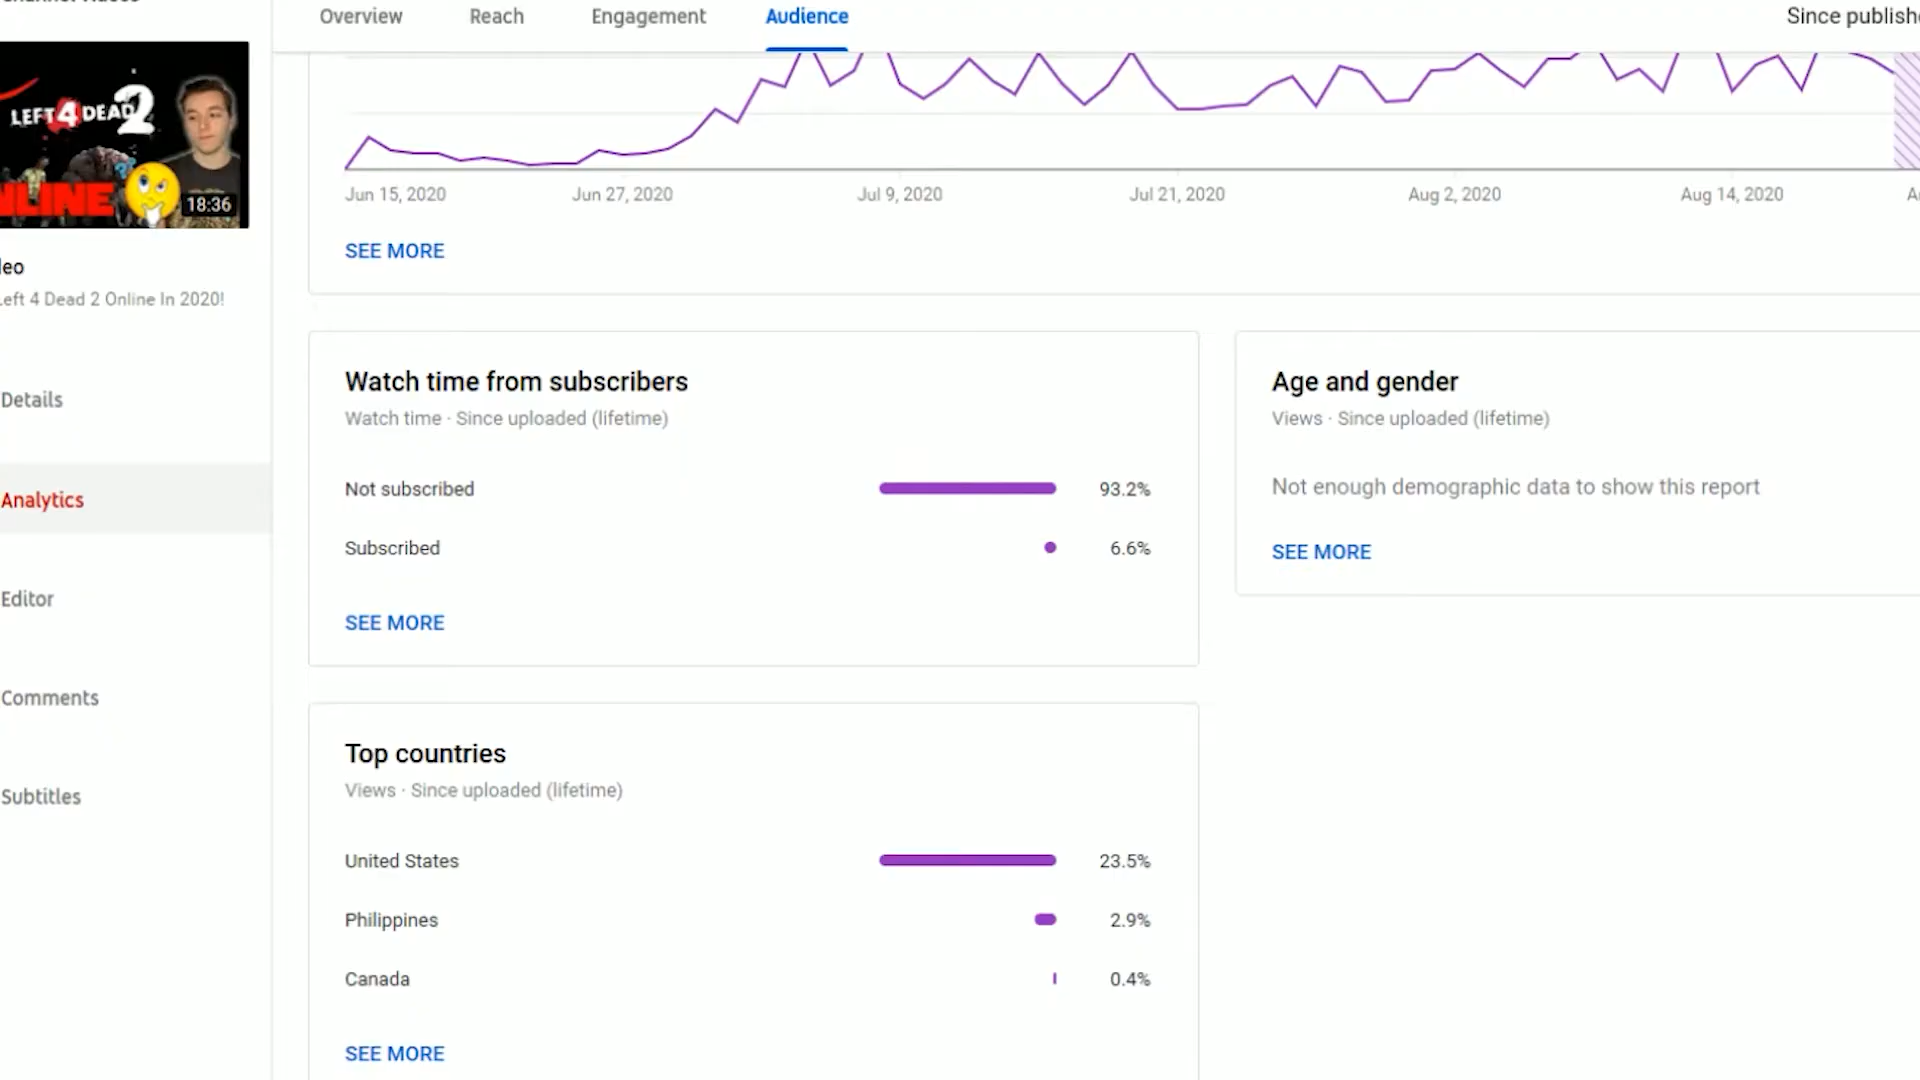 Overview Reach Engagement Audience
LEFT 4 DEAD 2
18:36
Left 4 Dead 2 Online In 2020!
Details
Analytics
Editor
Comments
Subtitles
Jun 15, 2020 Jun 27, 2020 Jul 9, 2020 Jul 21, 2020 Aug 2, 2020 Aug 14, 2020
SEE MORE
Watch time from subscribers
Watch time · Since uploaded (lifetime)
Not subscribed 93.2%
Subscribed 6.6%
SEE MORE
Age and gender
Views · Since uploaded (lifetime)
Not enough demographic data to show this report
SEE MORE
Top countries
Views · Since uploaded (lifetime)
United States 23.5%
Philippines 2.9%
Canada 0.4%
SEE MORE